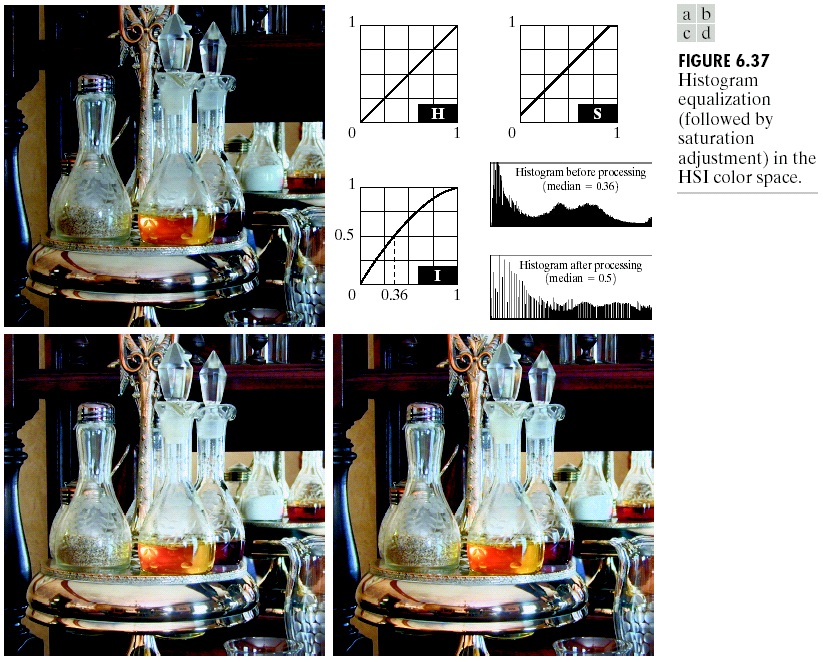 1
H
0
1
1
S
0
1
Histogram before processing
(median = 0.36)
1
0.5
I
0
0.36
1
Histogram after processing
(median = 0.5)
a b
c d
FIGURE 6.37
Histogram
equalization
(followed by
saturation
adjustment) in the
HSI color space.